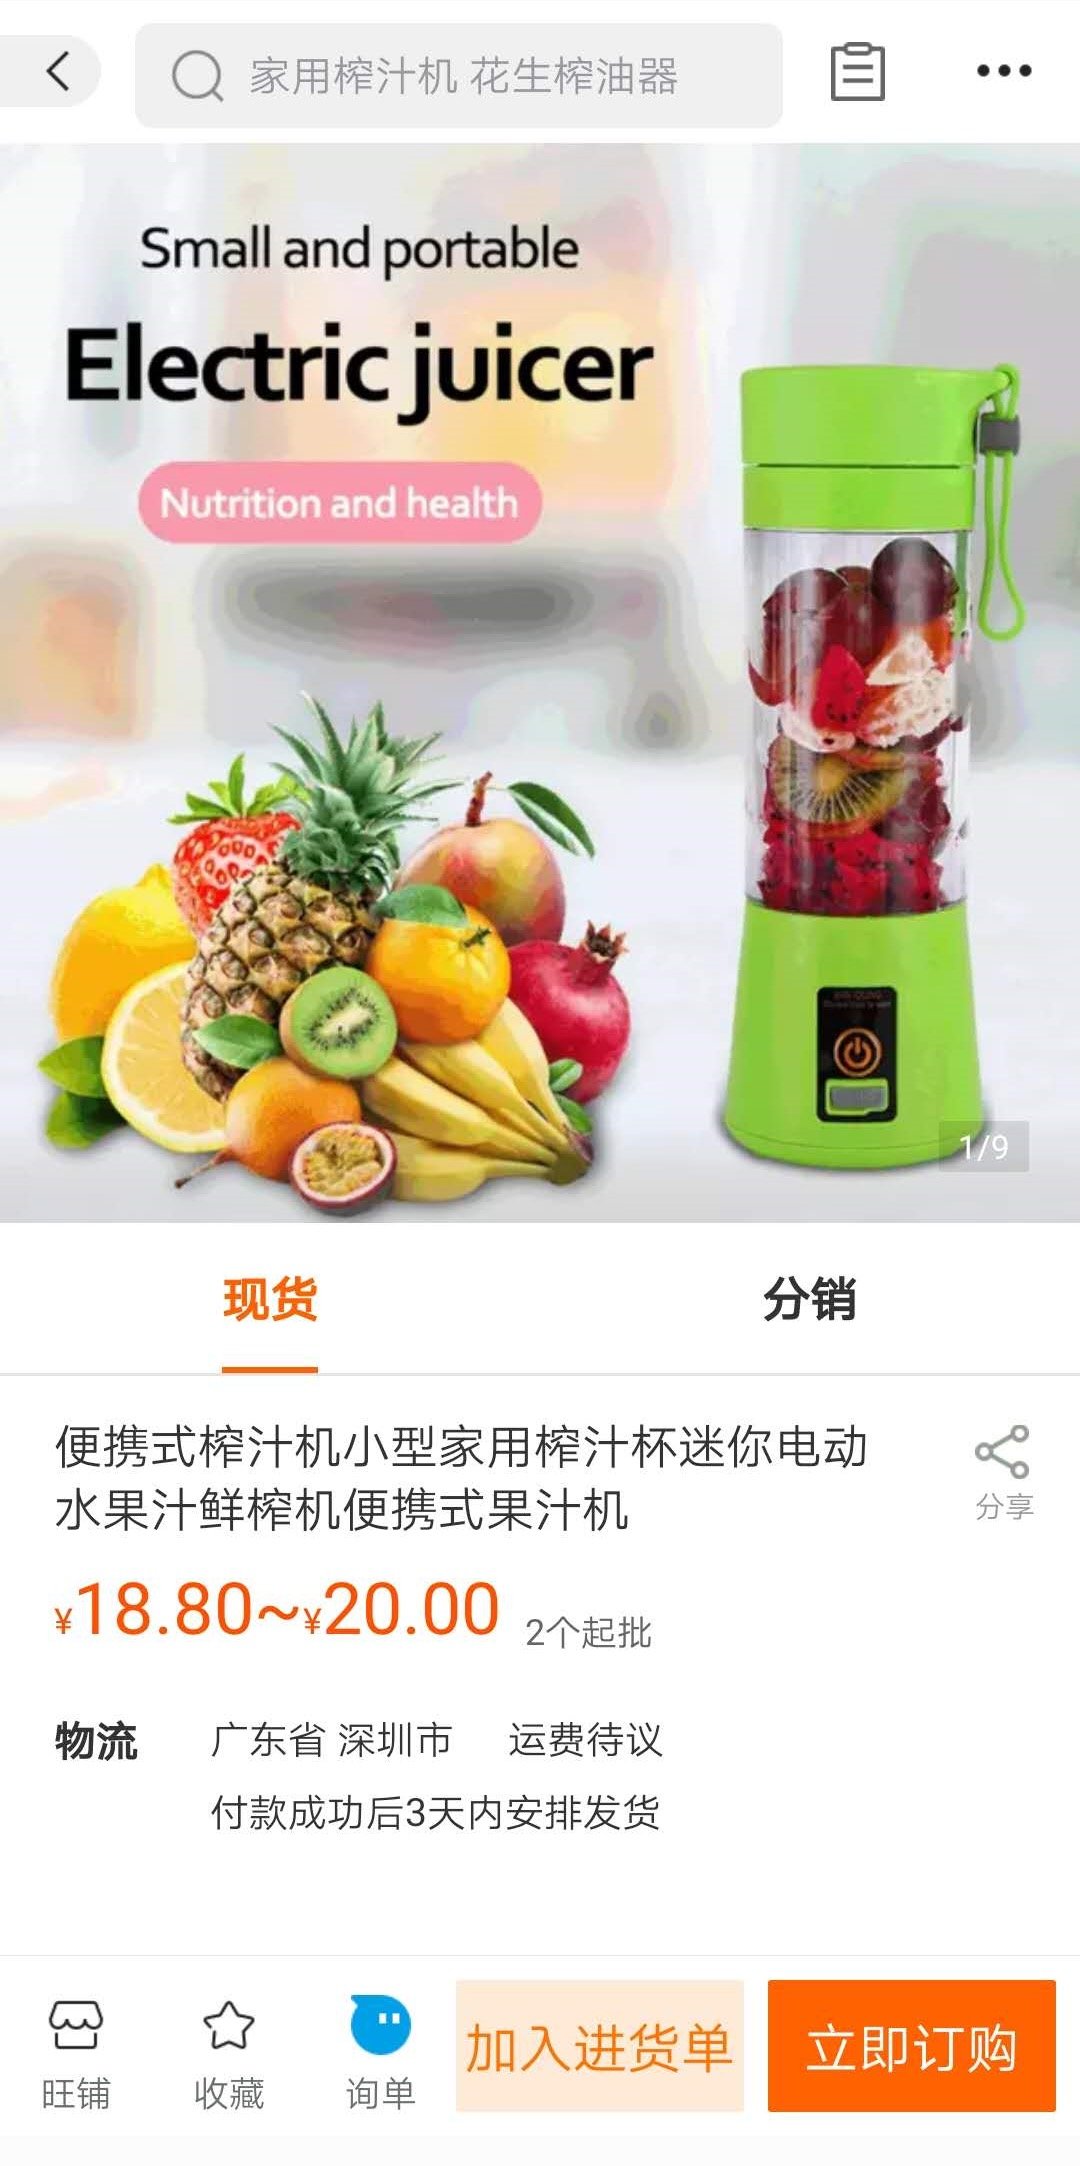 家用榨汁机 花生榨油器
Small and portable
Electric juicer
Nutrition and health
1/9
现货
分销
便携式榨汁机小型家用榨汁杯迷你电动
水果汁鲜榨机便携式果汁机
分享
¥18.80~¥20.00 2个起批
物流 广东省 深圳市 运费待议
付款成功后3天内安排发货
旺铺
收藏
询单
加入进货单
立即订购